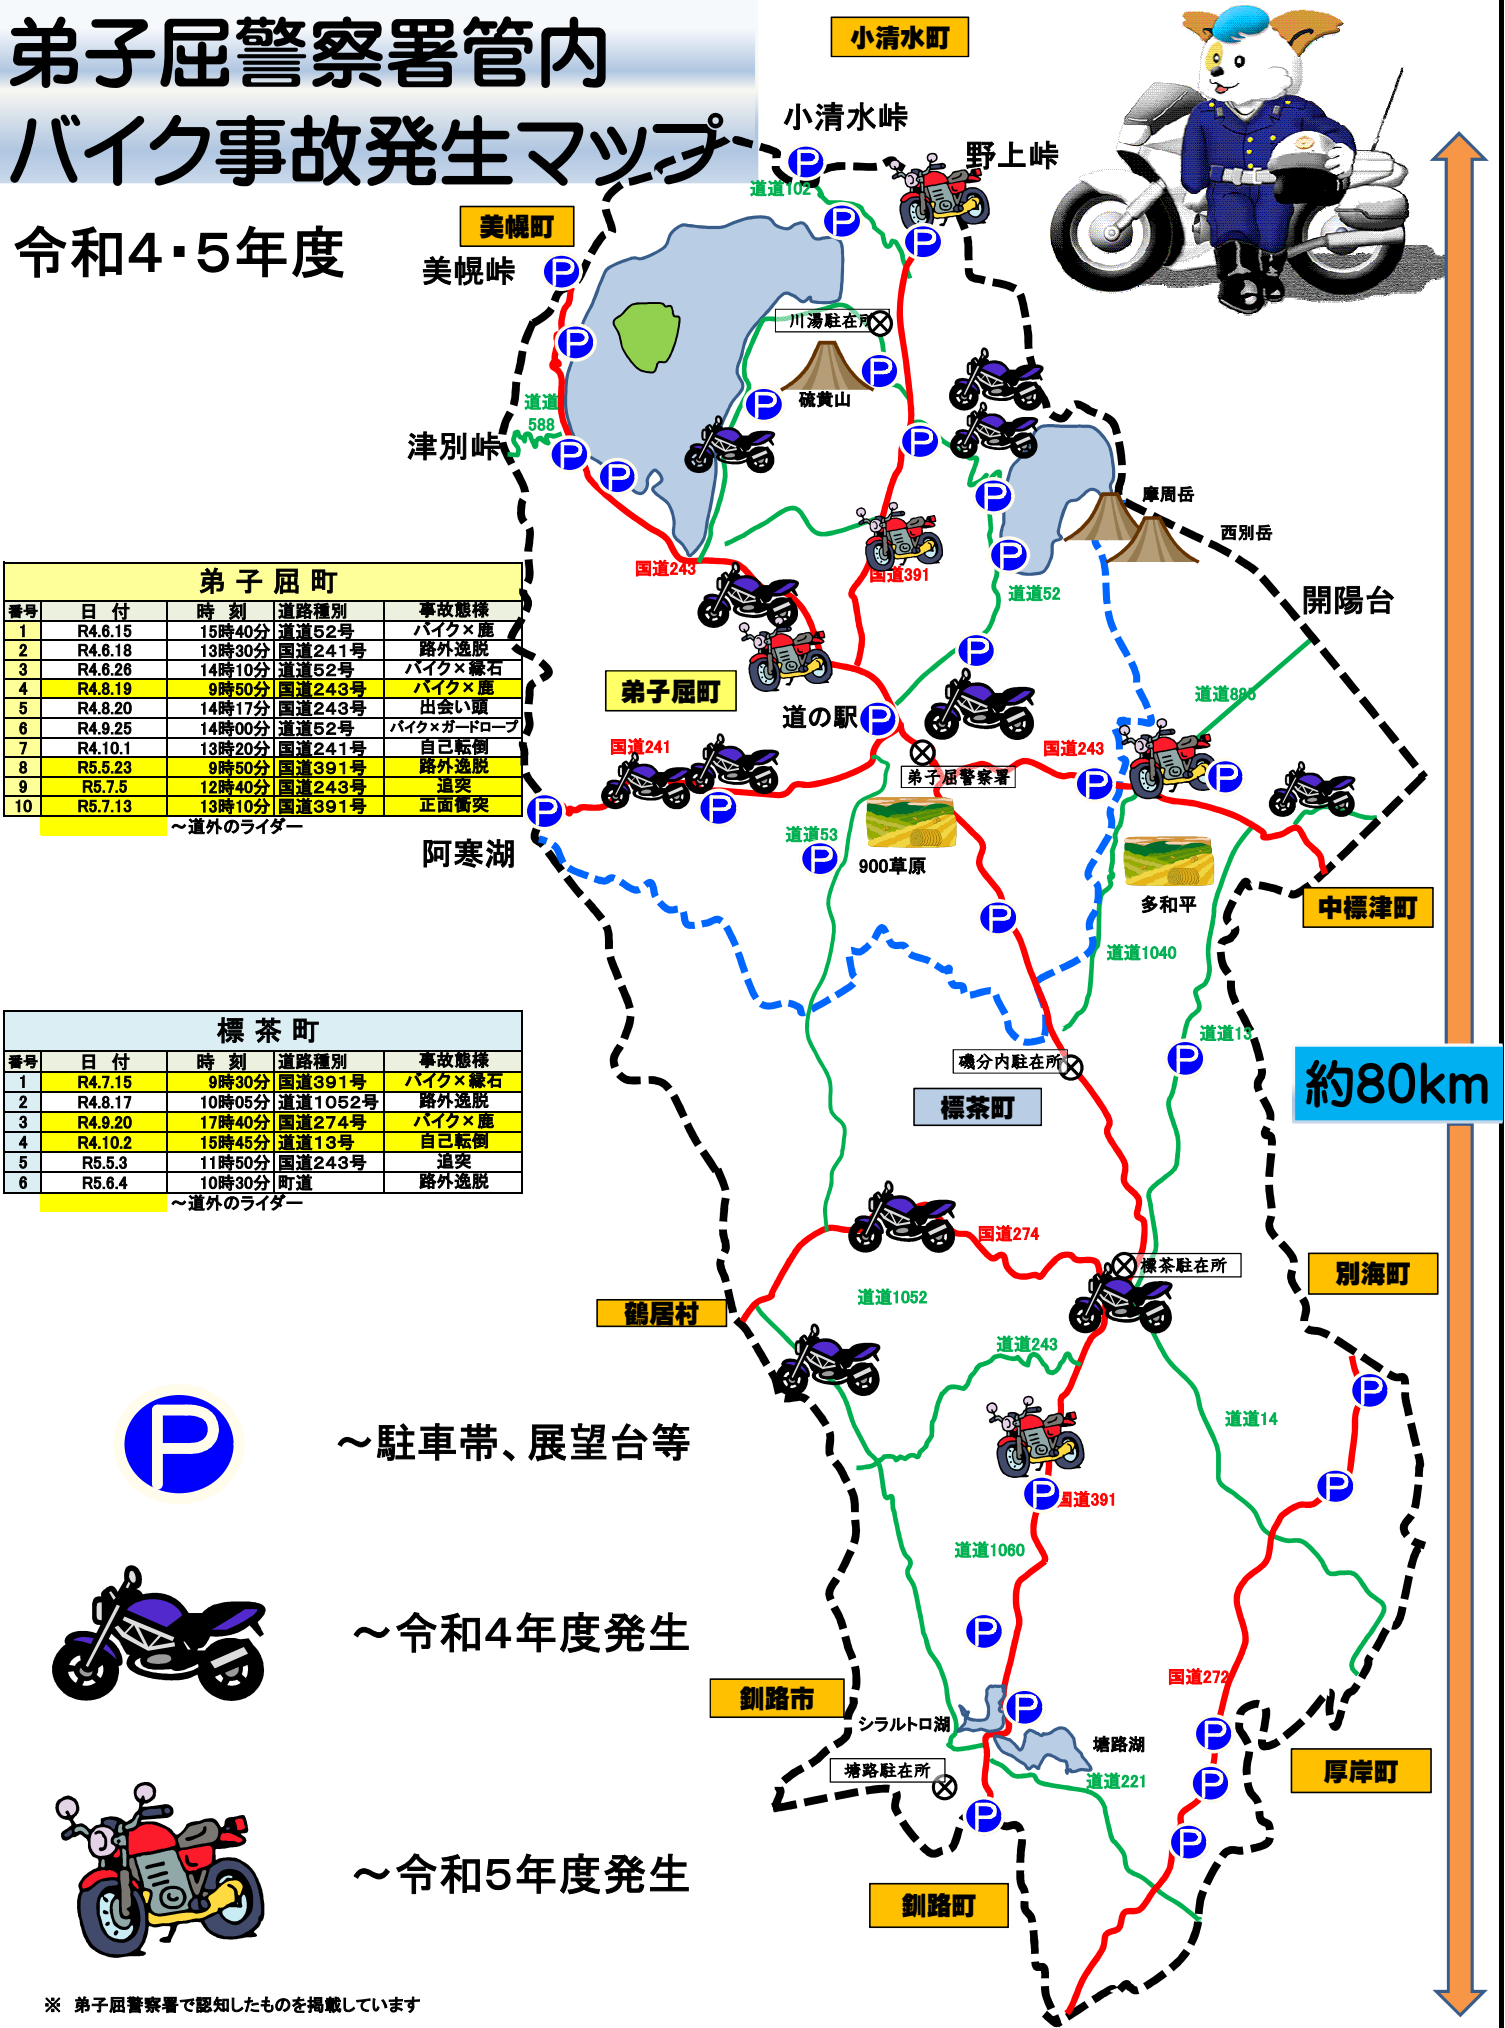 弟子屈警察署管内
バイク事故発生マップ
令和4・5年度
小清水町
小清水峠
野上峠
道道102
美幌町
美幌峠
川湯駐在所
硫黄山
道道
588
津別峠
摩周岳
西別岳
国道243
国道391
道道52
開陽台
弟子屈町
番号 日付 時刻 道路種別 事故態様
1 R4.6.15 15時40分 道道52号 バイク×鹿
2 R4.6.18 13時30分 国道241号 路外逸脱
3 R4.6.26 14時10分 道道52号 バイク×縁石
4 R4.8.19 9時50分 国道243号 バイク×鹿
5 R4.8.20 14時17分 国道243号 出会い頭
6 R4.9.25 14時00分 道道52号 バイク×ガードロープ
7 R4.10.1 13時20分 国道241号 自己転倒
8 R5.5.23 9時50分 国道391号 路外逸脱
9 R5.7.5 12時40分 国道243号 追突
10 R5.7.13 13時10分 国道391号 正面衝突
～道外のライダー
弟子屈町
道道885
道の駅
国道241
国道243
弟子屈警察署
阿寒湖
道道53
900草原
多和平
中標津町
道道1040
道道13
標茶町
番号 日付 時刻 道路種別 事故態様
1 R4.7.15 9時30分 国道391号 バイク×縁石
2 R4.8.17 10時05分 道道1052号 路外逸脱
3 R4.9.20 17時40分 国道274号 バイク×鹿
4 R4.10.2 15時45分 道道13号 自己転倒
5 R5.5.3 11時50分 国道243号 追突
6 R5.6.4 10時30分 町道 路外逸脱
～道外のライダー
磯分内駐在所
標茶町
約80km
国道274
標茶駐在所
別海町
道道1052
鶴居村
道道243
道道14
P ～駐車帯、展望台等
国道391
道道1060
～令和4年度発生
国道272
釧路市
シラルトロ湖
塘路湖
塘路駐在所
道道221
厚岸町
～令和5年度発生
釧路町
※ 弟子屈警察署で認知したものを掲載しています